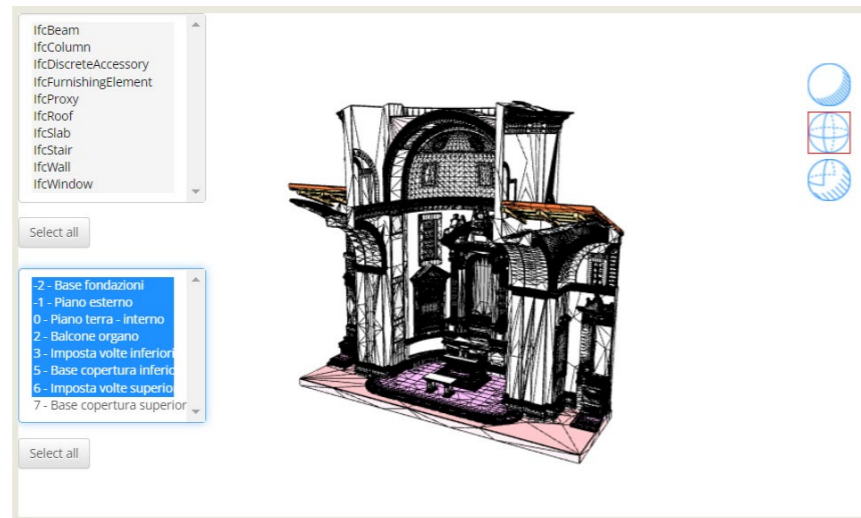 IfcBeam
IfcColumn
IfcDiscreteAccessory
IfcFurnishingElement
IfcProxy
IfcRoof
IfcSlab
IfcStair
IfcWall
IfcWindow
Select all
-2 - Base fondazioni
-1 - Piano esterno
0 - Piano terra - interno
2 - Balcone organo
3 - Imposta volte inferiori
5 - Base copertura inferio
6 - Imposta volte superio
7 - Base copertura superior
Select all